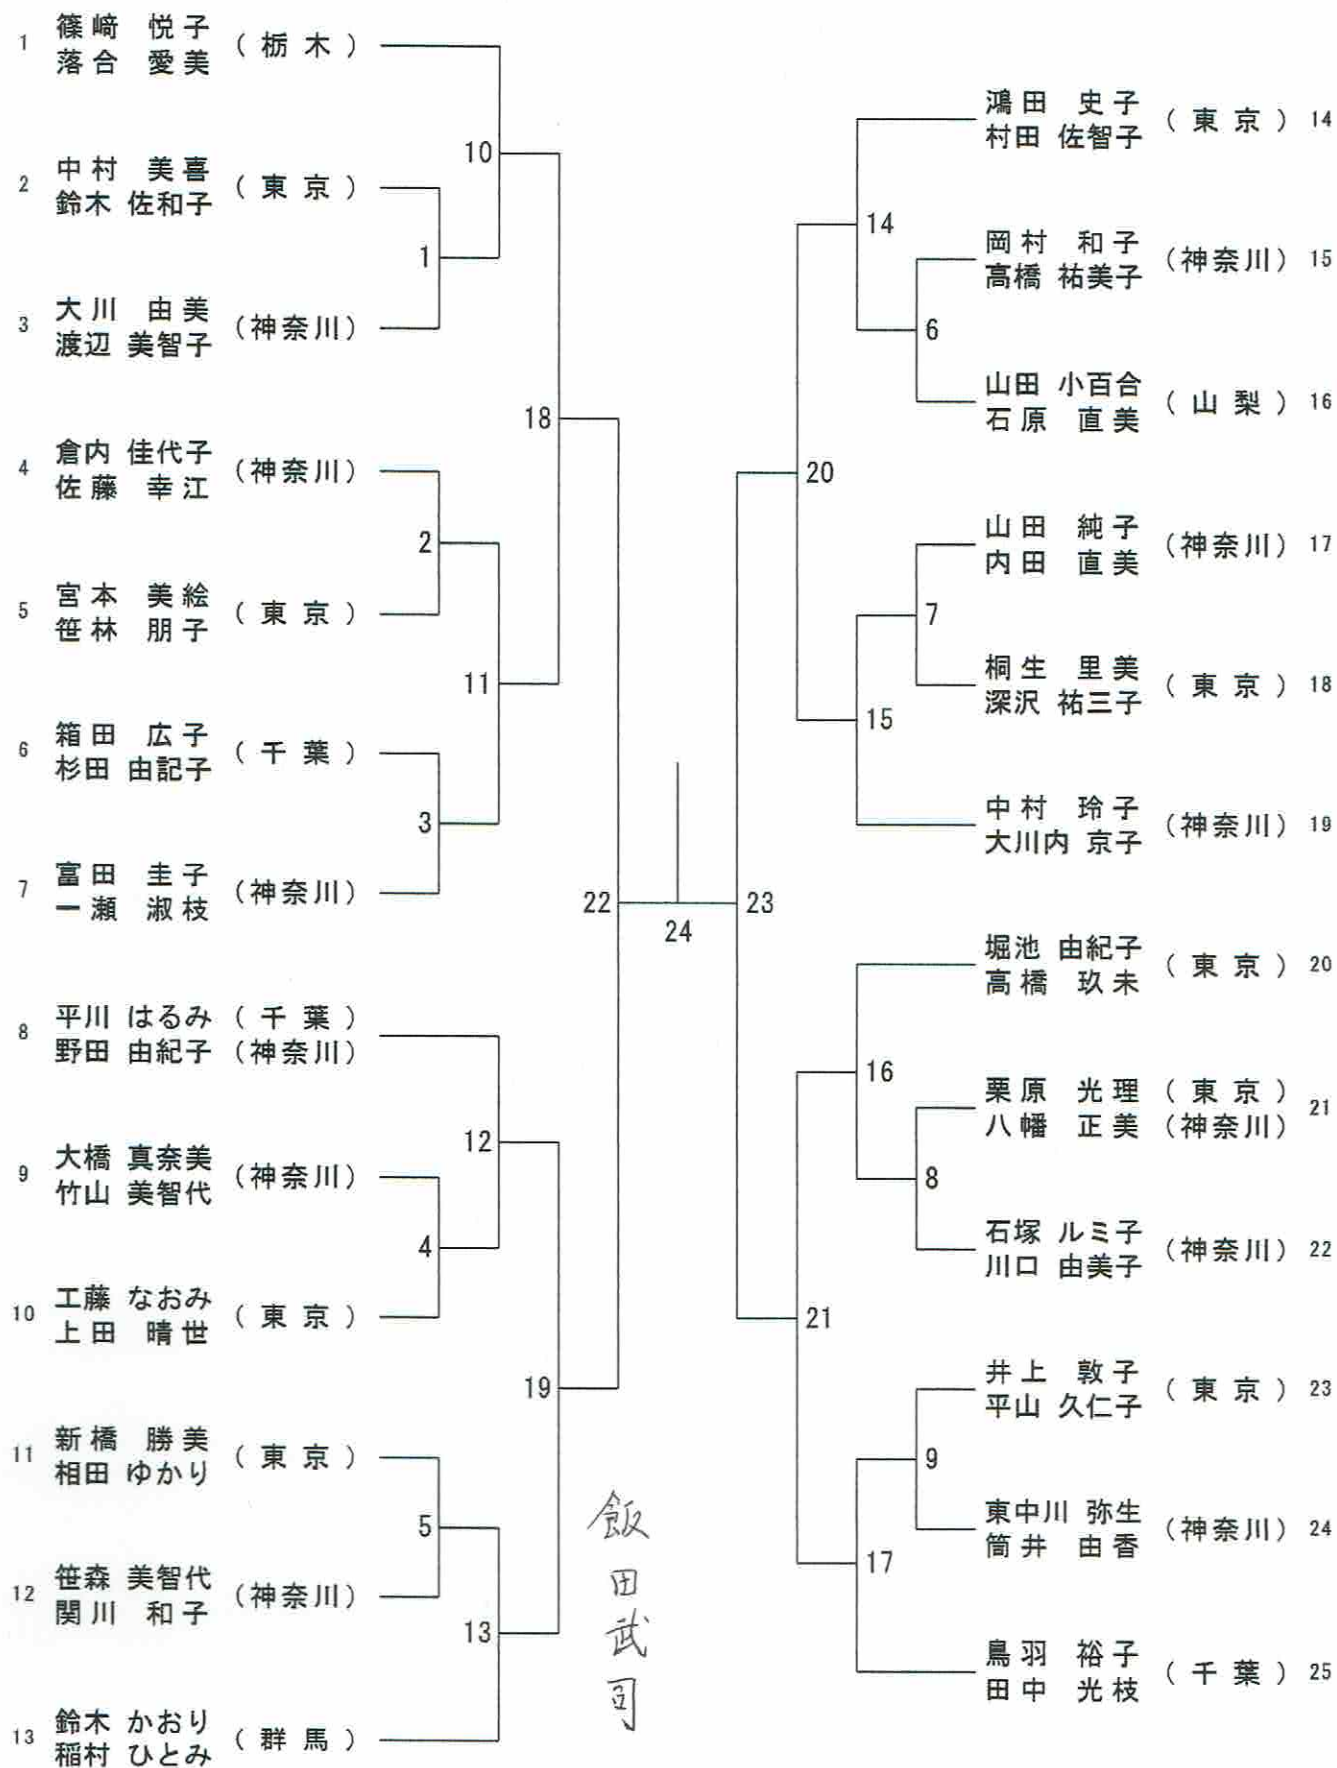 1 篠﨑 悦子 (栃木)
落合 愛美
2 中村 美喜 (東京)
鈴木 佐和子
3 大川 由美 (神奈川)
渡辺 美智子
4 倉内 佳代子 (神奈川)
佐藤 幸江
5 宮本 美絵 (東京)
笹林 朋子
6 箱田 広子 (千葉)
杉田 由記子
7 富田 圭子 (神奈川)
一瀬 淑枝
8 平川 はるみ (千葉)
野田 由紀子 (神奈川)
9 大橋 真奈美 (神奈川)
竹山 美智代
10 工藤 なおみ (東京)
上田 晴世
11 新橋 勝美 (東京)
相田 ゆかり
12 笹森 美智代 (神奈川)
関川 和子
13 鈴木 かおり (群馬)
稲村 ひとみ
1
2
3
4
5
10
11
12
13
18
19
22
24
23
20
21
14
15
16
17
6
7
8
9
鴻田 史子 (東京) 14
村田 佐智子
岡村 和子 (神奈川) 15
高橋 祐美子
山田 小百合 (山梨) 16
石原 直美
山田 純子 (神奈川) 17
内田 直美
桐生 里美 (東京) 18
深沢 祐三子
中村 玲子 (神奈川) 19
大川内 京子
堀池 由紀子 (東京) 20
高橋 玖未
栗原 光理 (東京) 21
八幡 正美 (神奈川)
石塚 ルミ子 (神奈川) 22
川口 由美子
井上 敦子 (東京) 23
平山 久仁子
東中川 弥生 (神奈川) 24
筒井 由香
鳥羽 裕子 (千葉) 25
田中 光枝
飯田武司